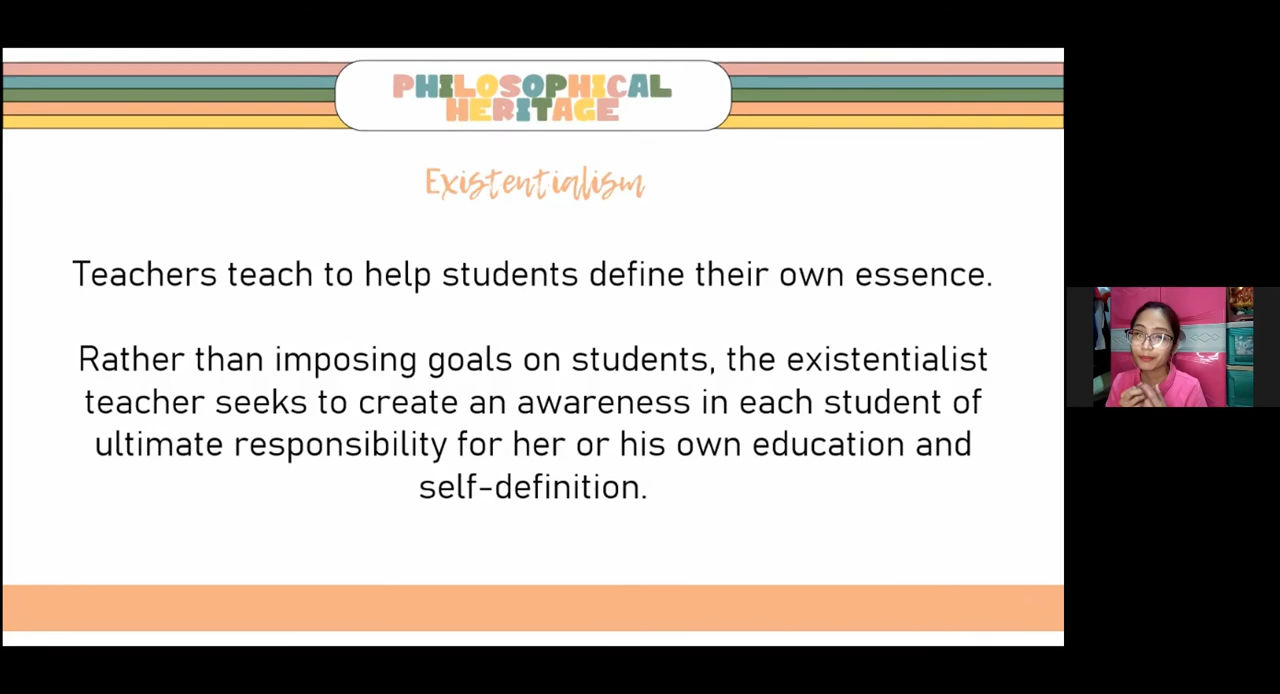 PHILOSOPHICAL
HERITAGE
Existentialism
Teachers teach to help students define their own essence.
Rather than imposing goals on students, the existentialist
teacher seeks to create an awareness in each student of
ultimate responsibility for her or his own education and
self-definition.